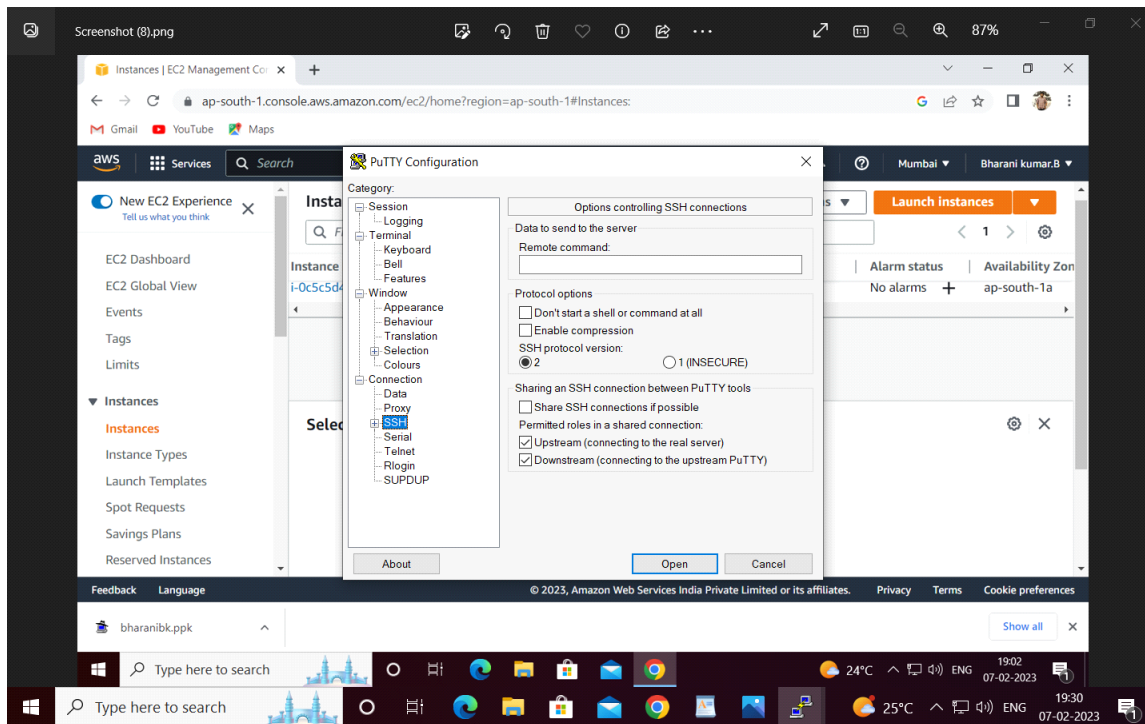 Screenshot (8).png
87%
Instances | EC2 Management Co
ap-south-1.console.aws.amazon.com/ec2/home?region=ap-south-1#Instances:
Gmail YouTube Maps
aws Services Search
Mumbai Bharani kumar.B
New EC2 Experience
Tell us what you think
EC2 Dashboard
EC2 Global View
Events
Tags
Limits
Instances
Instances
Instance Types
Launch Templates
Spot Requests
Savings Plans
Reserved Instances
Insta
Launch instances
1
Instance
Alarm status
Availability Zon
i-0c5c5d4
No alarms
ap-south-1a
Selec
PuTTY Configuration
Category:
Session
Logging
Terminal
Keyboard
Bell
Features
Window
Appearance
Behaviour
Translation
Selection
Colours
Connection
Data
Proxy
SSH
Serial
Telnet
Rlogin
SUPDUP
Options controlling SSH connections
Data to send to the server
Remote command:
Protocol options
Don't start a shell or command at all
Enable compression
SSH protocol version:
2 1 (INSECURE)
Sharing an SSH connection between PuTTY tools
Share SSH connections if possible
Permitted roles in a shared connection:
Upstream (connecting to the real server)
Downstream (connecting to the upstream PuTTY)
About Open Cancel
Feedback Language © 2023, Amazon Web Services India Private Limited or its affiliates. Privacy Terms Cookie preferences
bharanibk.ppk
Show all
Type here to search
24°C ENG
19:02
07-02-2023
1
Type here to search
25°C ENG
19:30
07-02-2023
1